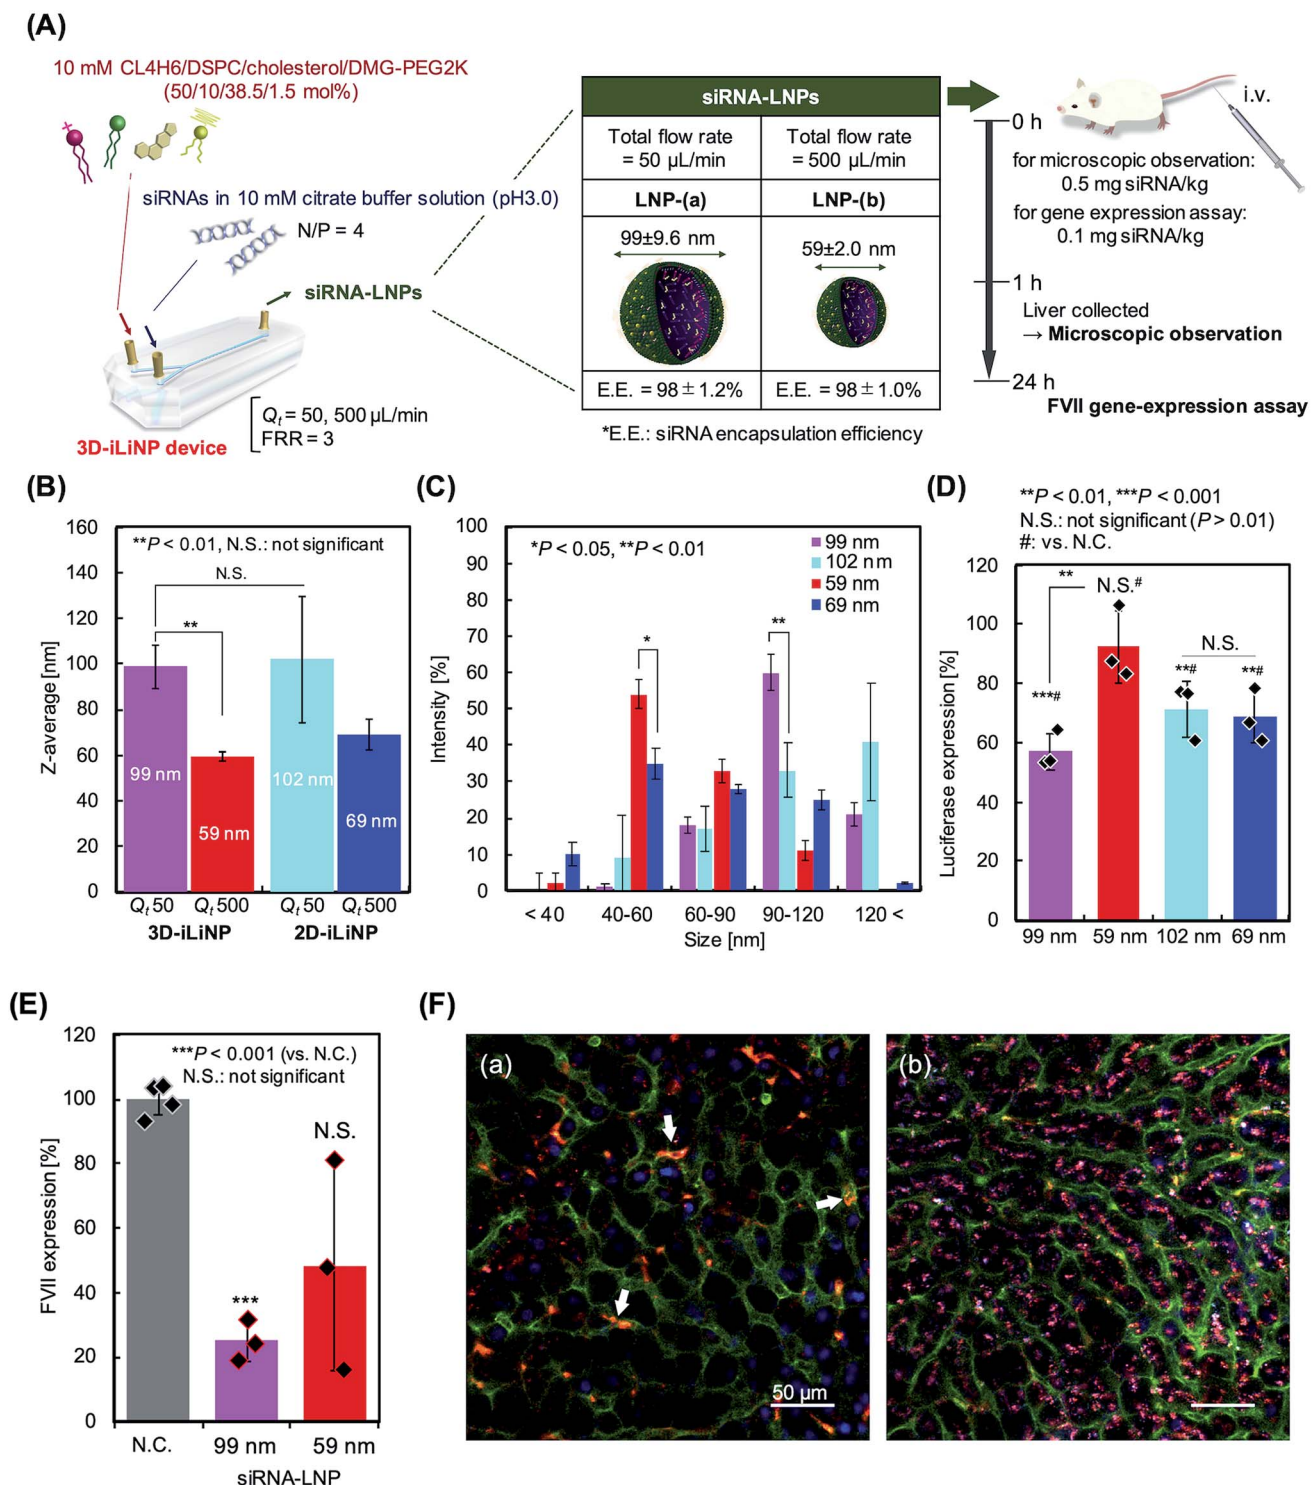 (A)
10 mM CL4H6/DSPC/cholesterol/DMG-PEG2K
(50/10/38.5/1.5 mol%)
siRNAs in 10 mM citrate buffer solution (pH3.0)
N/P = 4
siRNA-LNPs
3D-iLiNP device
Qt = 50, 500 µL/min
FRR = 3
siRNA-LNPs
Total flow rate
= 50 µL/min
Total flow rate
= 500 µL/min
LNP-(a)
LNP-(b)
99±9.6 nm
59±2.0 nm
E.E. = 98 ± 1.2%
E.E. = 98 ± 1.0%
*E.E.: siRNA encapsulation efficiency
i.v.
0 h
for microscopic observation:
0.5 mg siRNA/kg
for gene expression assay:
0.1 mg siRNA/kg
1 h
Liver collected
→ Microscopic observation
24 h
FVII gene-expression assay
(B)
**P < 0.01, N.S.: not significant
N.S.
**
Z-average [nm]
160
140
120
100
80
60
40
20
0
99 nm
59 nm
102 nm
69 nm
Qt 50
Qt 500
Qt 50
Qt 500
3D-iLiNP
2D-iLiNP
(C)
*P < 0.05, **P < 0.01
99 nm
102 nm
59 nm
69 nm
*
**
Intensity [%]
100
90
80
70
60
50
40
30
20
10
0
< 40
40-60
60-90
90-120
120 <
Size [nm]
(D)
**P < 0.01, ***P < 0.001
N.S.: not significant (P > 0.01)
#: vs. N.C.
**
N.S.#
N.S.
***#
**#
**#
Luciferase expression [%]
120
100
80
60
40
20
0
99 nm
59 nm
102 nm
69 nm
(E)
***P < 0.001 (vs. N.C.)
N.S.: not significant
N.S.
***
FVII expression [%]
120
100
80
60
40
20
0
N.C.
99 nm
59 nm
siRNA-LNP
(F)
(a)
50 µm
(b)